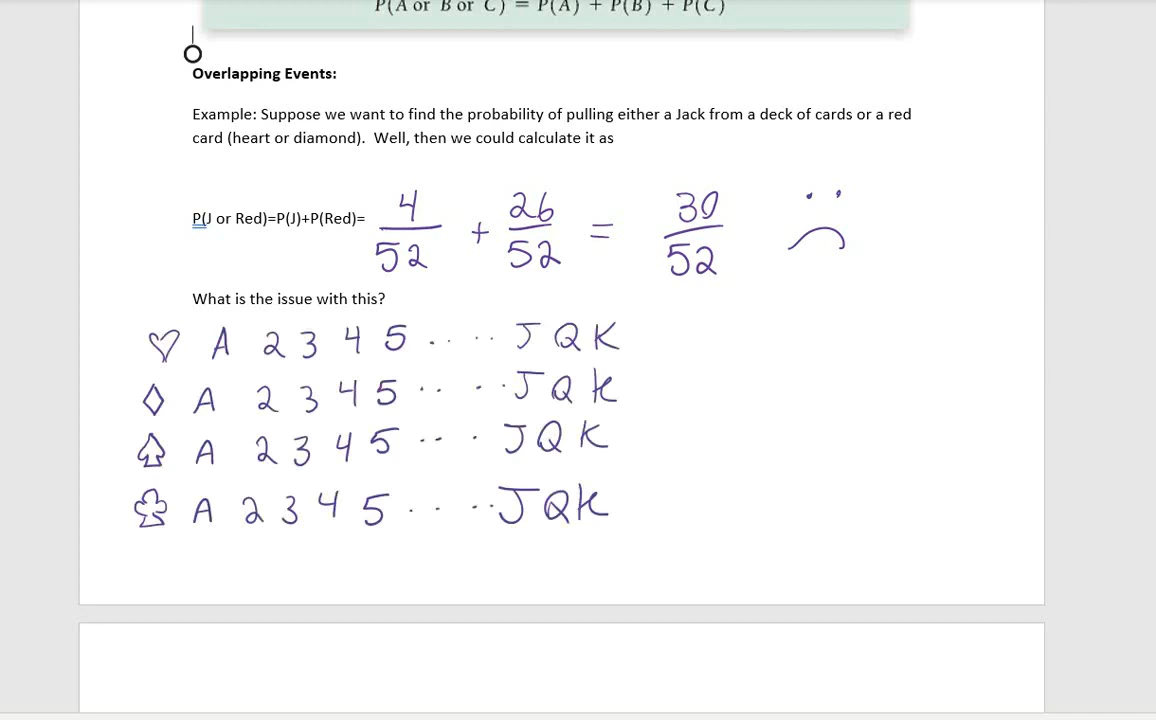 P(A or B or C) = P(A) + P(B) + P(C)
Overlapping Events:
Example: Suppose we want to find the probability of pulling either a Jack from a deck of cards or a red
card (heart or diamond).  Well, then we could calculate it as
P(J or Red)=P(J)+P(Red)= 4/52 + 26/52 = 30/52
What is the issue with this?
♡ A 2 3 4 5 ..... J Q K
◊ A 2 3 4 5 ..... J Q K
♤ A 2 3 4 5 .... J Q K
♧ A 2 3 4 5 ..... J Q K